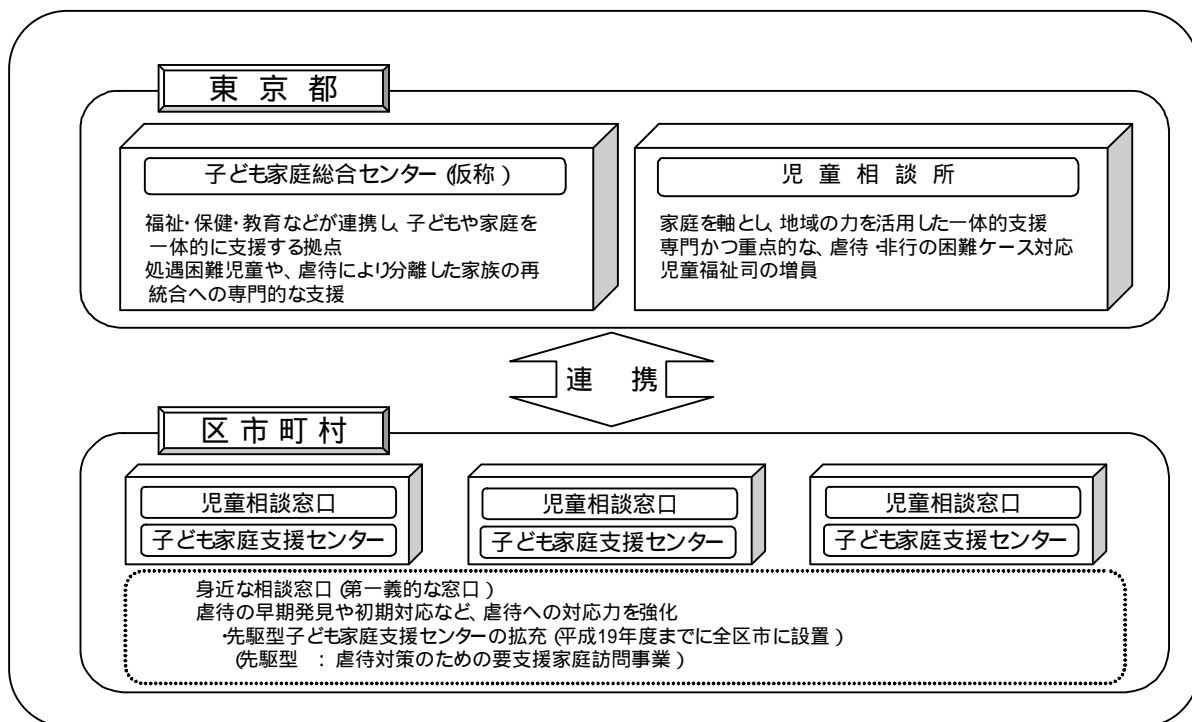 東京都
子ども家庭総合センター(仮称)
福祉・保健・教育などが連携し、子どもや家庭を
一体的に支援する拠点
処遇困難児童や、虐待により分離した家族の再
統合への専門的な支援
児童相談所
家庭を軸とし、地域の力を活用した一体的支援
専門かつ重点的な、虐待・非行の困難ケース対応
児童福祉司の増員
連携
区市町村
児童相談窓口
子ども家庭支援センター
児童相談窓口
子ども家庭支援センター
児童相談窓口
子ども家庭支援センター
身近な相談窓口(第一義的な窓口)
虐待の早期発見や初期対応など、虐待への対応力を強化
・先駆型子ども家庭支援センターの拡充(平成19年度までに全区市に設置)
(先駆型 : 虐待対策のための要支援家庭訪問事業)